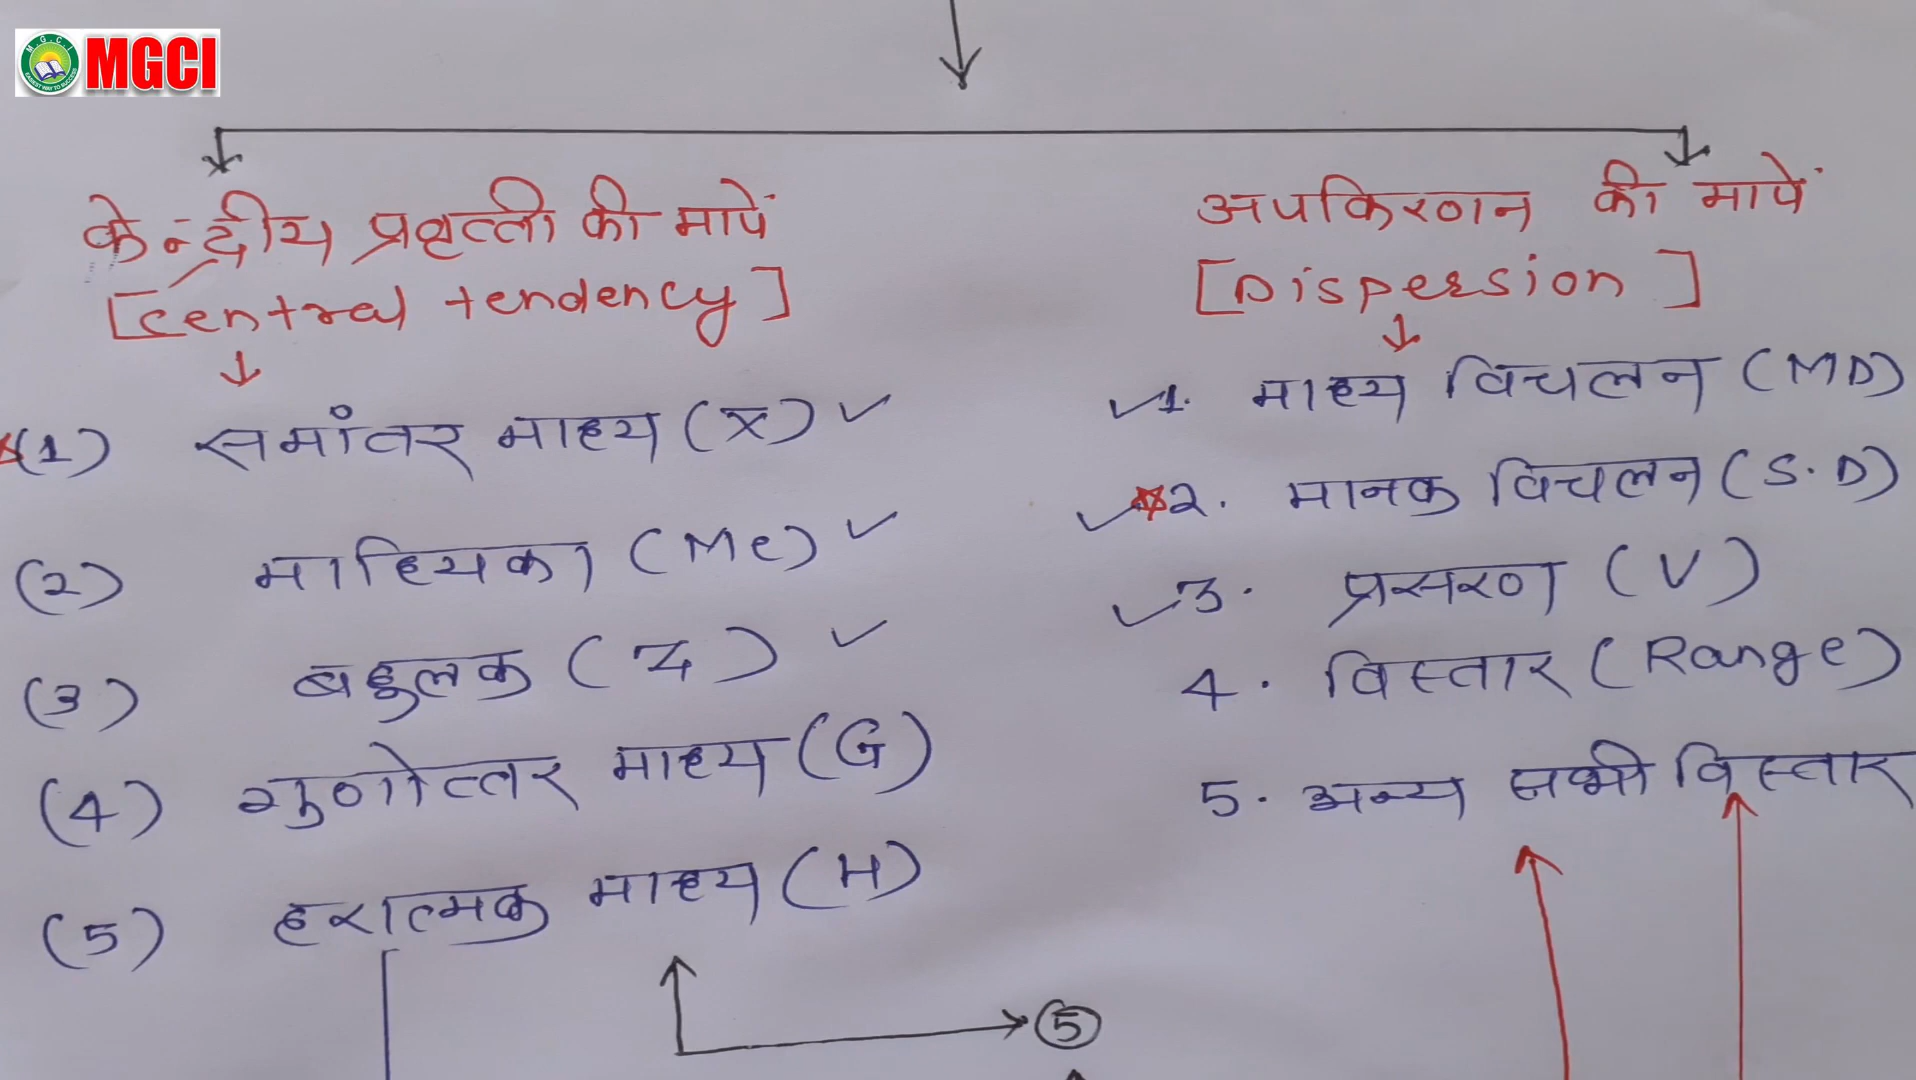 MGCI
केन्द्रीय प्रवृत्ती की मापें
[Central tendency]
(1) समांतर माध्य (x̄) ✓
(2) माध्यिका (Me) ✓
(3) बहुलक (Z) ✓
(4) गुणोत्तर माध्य (G)
(5) हरात्मक माध्य (H)
अपकिरणन की मापें
[Dispersion]
✓1. माध्य विचलन (MD)
✓☆२. मानक विचलन (S.D)
✓3. प्रसरण (V)
4. विस्तार (Range)
5. अन्य सभी विस्तार
5